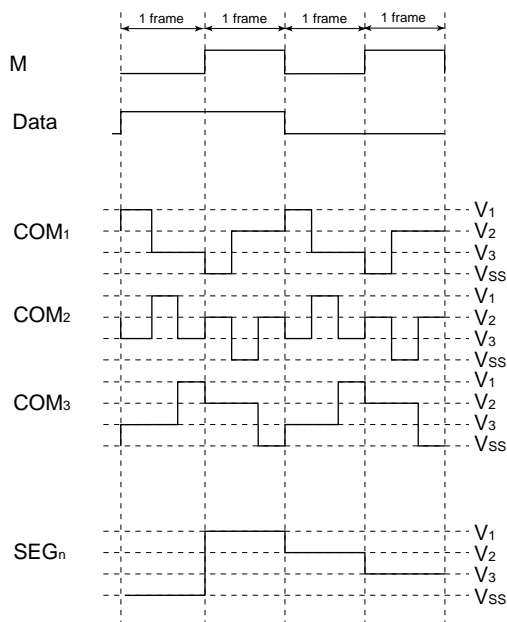 1 frame 1 frame 1 frame 1 frame
M
Data
V1
COM1 V2
V3
VSS
V1
COM2 V2
V3
VSS
V1
COM3 V2
V3
VSS
V1
SEGn V2
V3
VSS